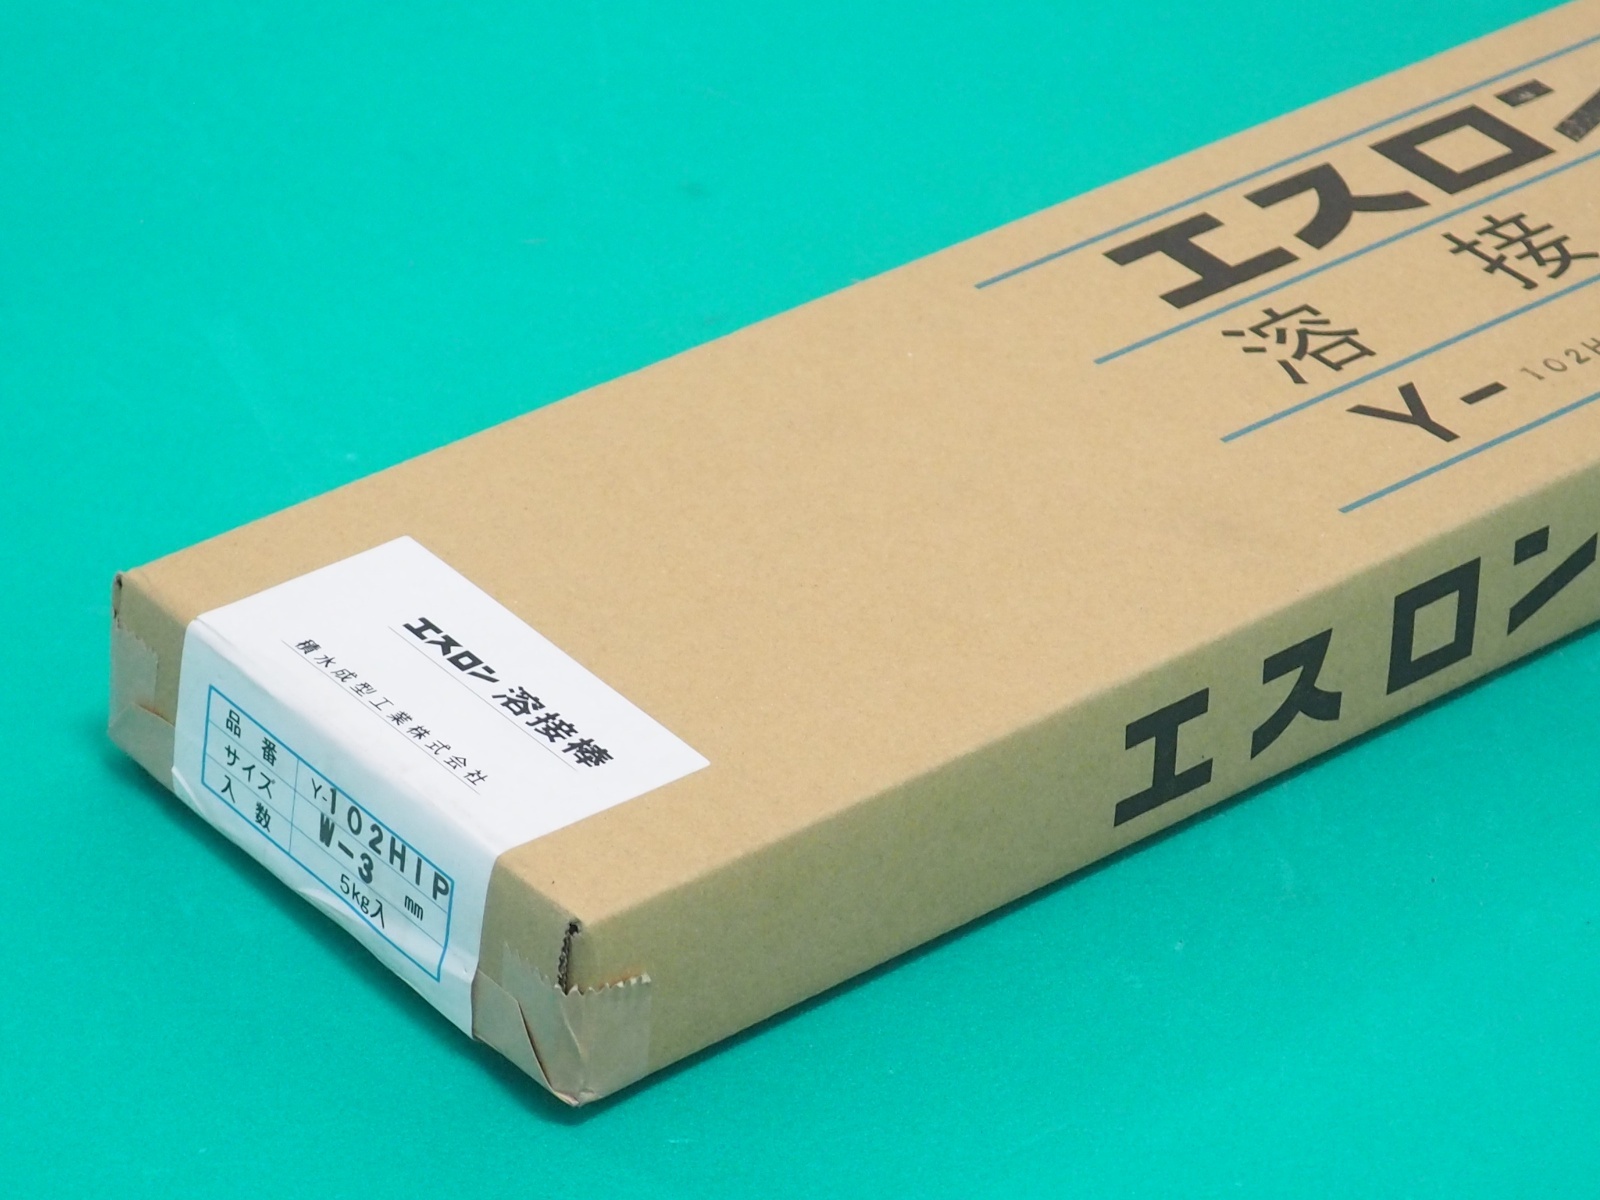 エスロン
溶接
Y-102H
エスロン
エスロン 溶接棒
積水成型工業株式会社
品番 Y-102HIP
サイズ W-3 mm
入数 5kg入